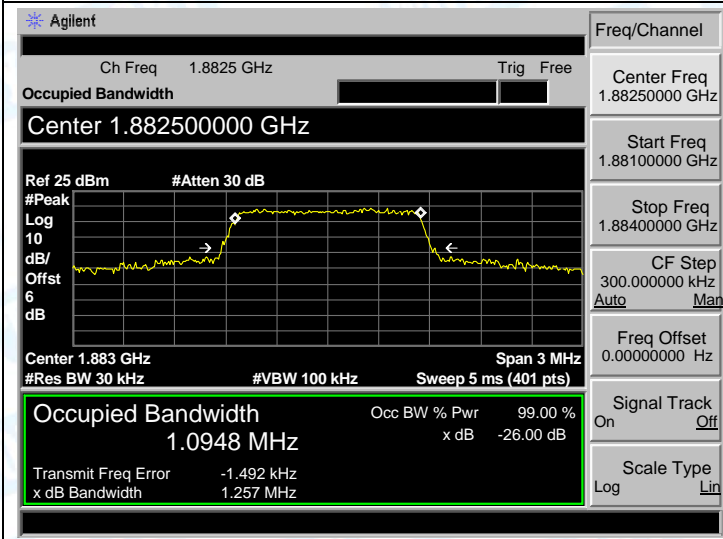 Agilent
Freq/Channel
Ch Freq 1.8825 GHz Trig Free
Occupied Bandwidth
Center 1.882500000 GHz
Ref 25 dBm #Atten 30 dB
#Peak
Log
10
dB/
Offst
6
dB
Center 1.883 GHz Span 3 MHz
#Res BW 30 kHz #VBW 100 kHz Sweep 5 ms (401 pts)
Occupied Bandwidth
1.0948 MHz
Occ BW % Pwr 99.00 %
x dB -26.00 dB
Transmit Freq Error -1.492 kHz
x dB Bandwidth 1.257 MHz
Center Freq
1.88250000 GHz
Start Freq
1.88100000 GHz
Stop Freq
1.88400000 GHz
CF Step
300.000000 kHz
Auto Man
Freq Offset
0.00000000 Hz
Signal Track
On Off
Scale Type
Log Lin